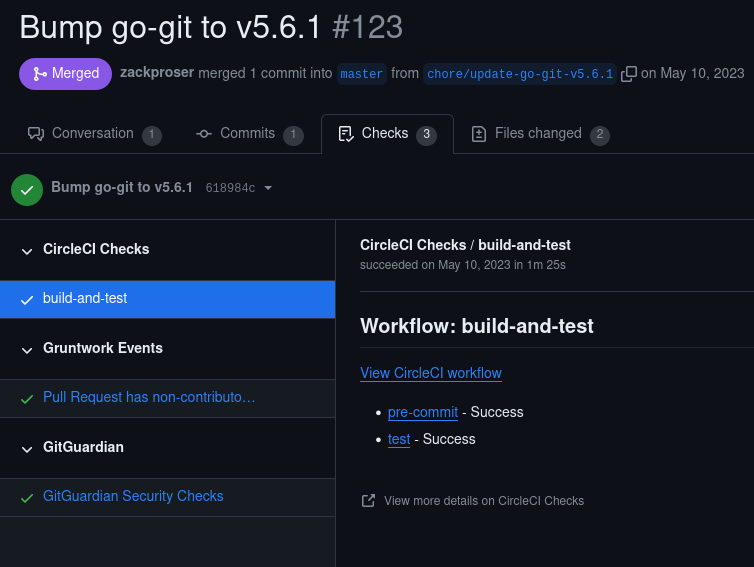 Bump go-git to v5.6.1 #123
Merged zackproser merged 1 commit into master from chore/update-go-git-v5.6.1 on May 10, 2023
Conversation 1 Commits 1 Checks 3 Files changed 2
Bump go-git to v5.6.1 618984c
CircleCI Checks
build-and-test
Gruntwork Events
Pull Request has non-contributo…
GitGuardian
GitGuardian Security Checks
CircleCI Checks / build-and-test
succeeded on May 10, 2023 in 1m 25s
Workflow: build-and-test
View CircleCI workflow
• pre-commit - Success
• test - Success
View more details on CircleCI Checks